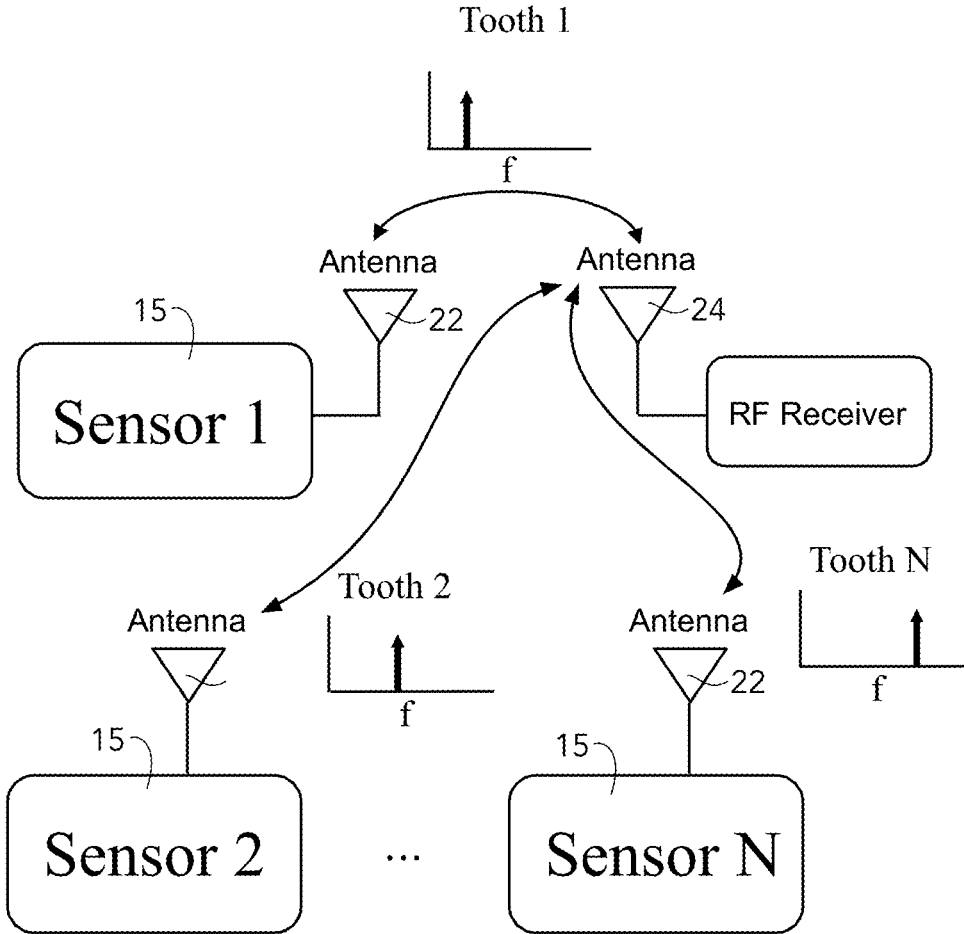 Tooth 1
f
Antenna
Antenna
15
22
24
Sensor 1
RF Receiver
Tooth 2
Tooth N
Antenna
Antenna
f
22
f
15
15
Sensor 2
...
Sensor N